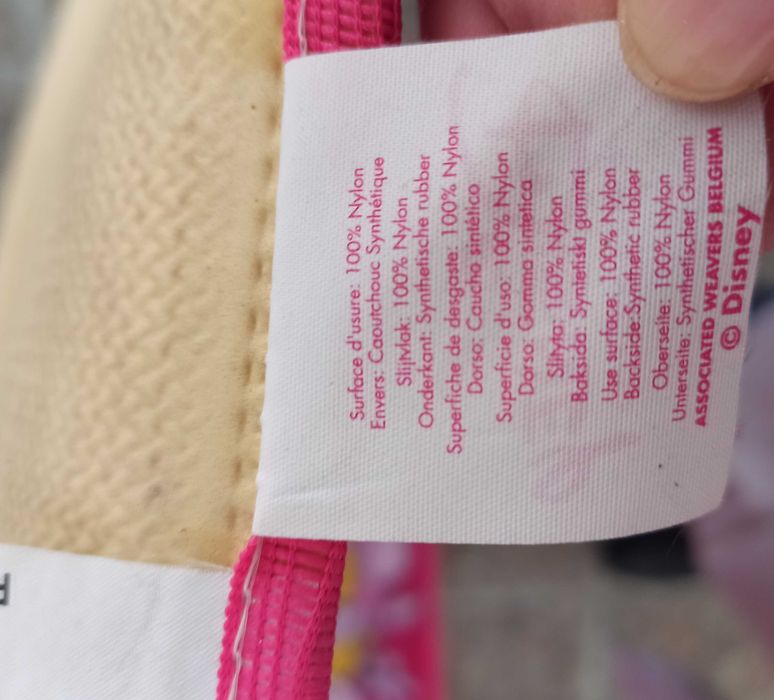 Surface d'usure: 100% Nylon
Envers: Caoutchouc Synthétique
Slijvlak: 100% Nylon
Onderkant: Synthetische rubber
Superfiche de desgaste: 100% Nylon
Dorso: Caucho sintético
Superficie d'uso: 100% Nylon
Dorso: Gomma sintetica
Slityta: 100% Nylon
Baksida: Syntetiskt gummi
Use surface: 100% Nylon
Backside:Synthetic rubber
Oberseite: 100% Nylon
Unterseite: Synthetischer Gummi
ASSOCIATED WEAVERS BELGIUM
© Disney